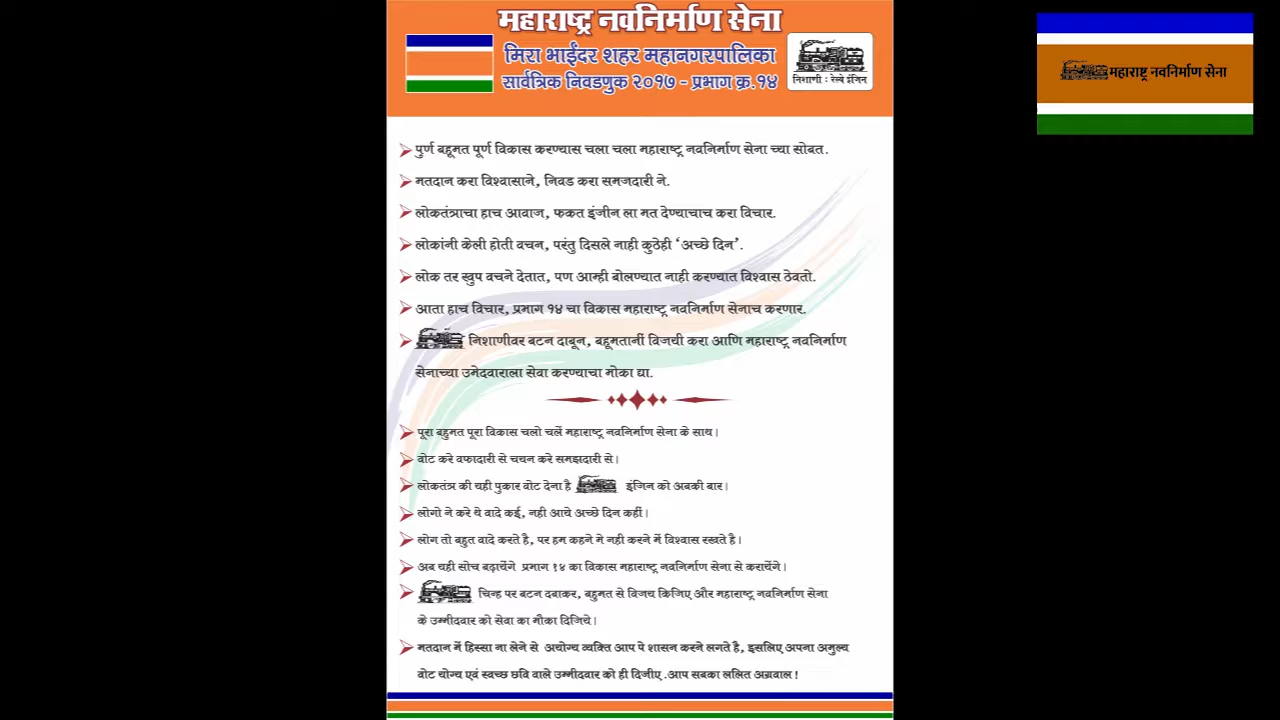 महाराष्ट्र नवनिर्माण सेना
मिरा भाईंदर शहर महानगरपालिका
सार्वत्रिक निवडणुक २०१७ - प्रभाग क्र.१४
निशाणी : रेल्वे इंजिन
महाराष्ट्र नवनिर्माण सेना
पुर्ण बहूमत पूर्ण विकास करण्यास चला चला महाराष्ट्र नवनिर्माण सेना च्या सोबत.
मतदान करा विश्वासाने, निवड करा समजदारी ने.
लोकतंत्राचा हाच आवाज, फकत इंजीन ला मत देण्याचाच करा विचार.
लोकांनी केली होती वचन, परंतु दिसले नाही कुठेही ‘अच्छे दिन’.
लोक तर खुप वचने देतात, पण आम्ही बोलण्यात नाही करण्यात विश्वास ठेवतो.
आता हाच विचार, प्रभाग १४ चा विकास महाराष्ट्र नवनिर्माण सेनाच करणार.
निशाणीवर बटन दाबून, बहूमतानीं विजयी करा आणि महाराष्ट्र नवनिर्माण
सेनाच्या उमेदवाराला सेवा करण्याचा मोका द्या.
पूरा बहुमत पूरा विकास चलो चलें महाराष्ट्र नवनिर्माण सेना के साथ।
वोट करे वफादारी से चयन करे समझदारी से।
लोकतंत्र की यही पुकार वोट देना है इंजिन को अबकी बार।
लोगो ने करे थे वादे कई, नही आये अच्छे दिन कहीं।
लोग तो बहुत वादे करते है, पर हम कहने मे नही करने में विश्वास रखते है।
अब यही सोच बढ़ायेंगे प्रभाग १४ का विकास महाराष्ट्र नवनिर्माण सेना से करायेंगे।
चिन्ह पर बटन दबाकर, बहुमत से विजय किजिए और महाराष्ट्र नवनिर्माण सेना
के उम्मीदवार को सेवा का मौका दिजिये।
मतदान में हिस्सा ना लेने से अयोग्य व्यक्ति आप पे शासन करने लगते है, इसलिए अपना अमुल्य
वोट योग्य एवं स्वच्छ छवि वाले उम्मीदवार को ही दिजीए .आप सबका ललित अग्रवाल !